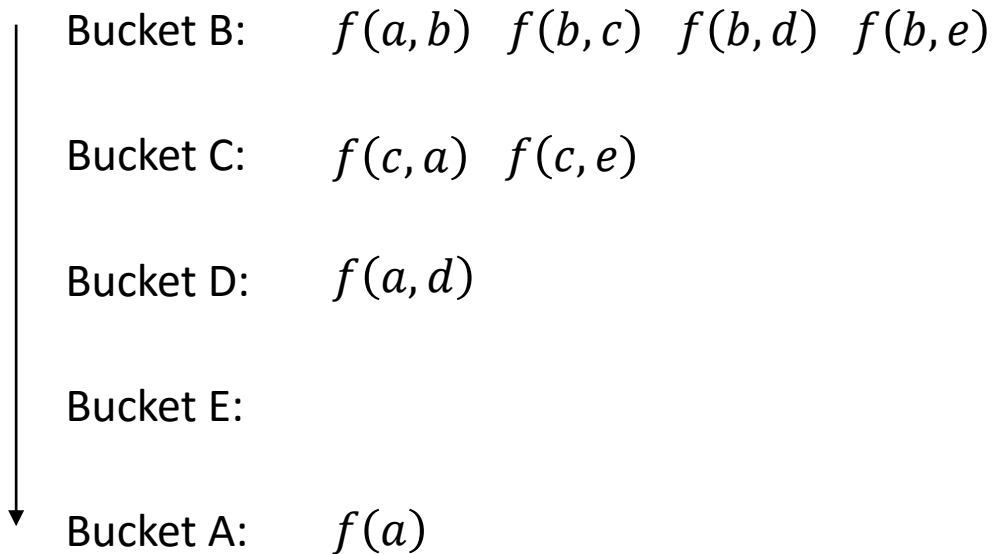 Bucket B: f(a, b) f(b, c) f(b, d) f(b, e)
Bucket C: f(c, a) f(c, e)
Bucket D: f(a, d)
Bucket E:
Bucket A: f(a)